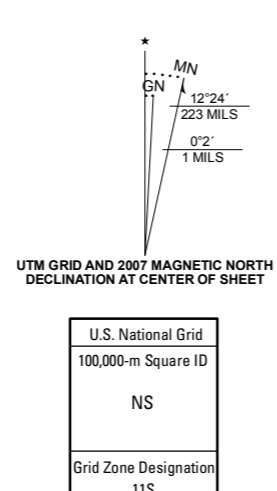 ★
MN
GN
12°24´
223 MILS
0°2´
1 MILS
UTM GRID AND 2007 MAGNETIC NORTH
DECLINATION AT CENTER OF SHEET
U.S. National Grid
100,000-m Square ID
NS
Grid Zone Designation
11S